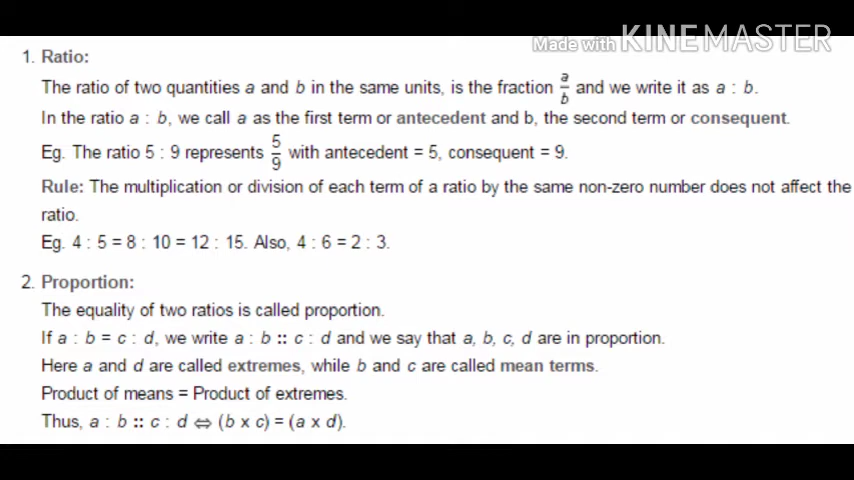 Made with KINEMASTER
1. Ratio:
The ratio of two quantities a and b in the same units, is the fraction a/b and we write it as a : b.
In the ratio a : b, we call a as the first term or antecedent and b, the second term or consequent.
Eg. The ratio 5 : 9 represents 5/9 with antecedent = 5, consequent = 9.
Rule: The multiplication or division of each term of a ratio by the same non-zero number does not affect the
ratio.
Eg. 4 : 5 = 8 : 10 = 12 : 15. Also, 4 : 6 = 2 : 3.
2. Proportion:
The equality of two ratios is called proportion.
If a : b = c : d, we write a : b :: c : d and we say that a, b, c, d are in proportion.
Here a and d are called extremes, while b and c are called mean terms.
Product of means = Product of extremes.
Thus, a : b :: c : d ⇔ (b x c) = (a x d).